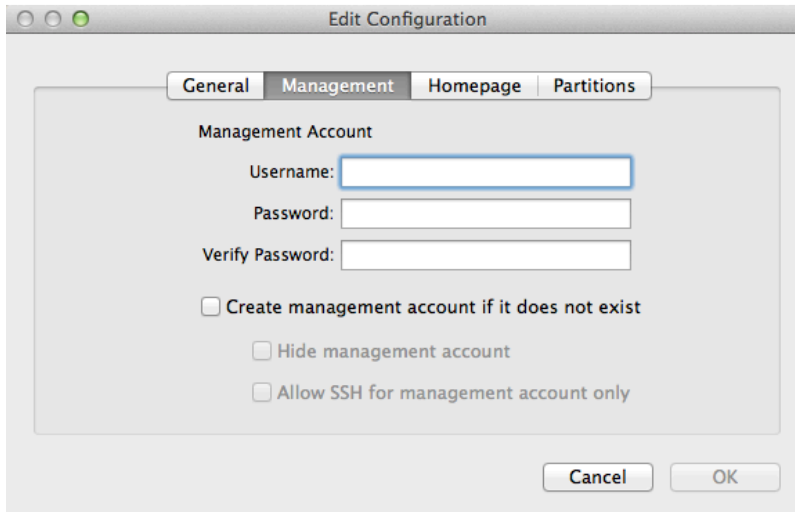 Edit Configuration
General Management Homepage Partitions
Management Account
Username:
Password:
Verify Password:
Create management account if it does not exist
Hide management account
Allow SSH for management account only
Cancel OK